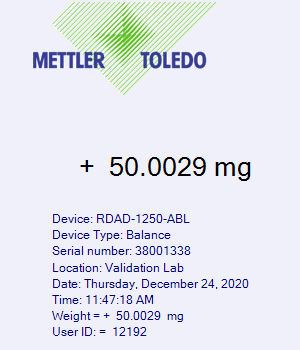 METTLER TOLEDO
+ 50.0029 mg
Device: RDAD-1250-ABL
Device Type: Balance
Serial number: 38001338
Location: Validation Lab
Date: Thursday, December 24, 2020
Time: 11:47:18 AM
Weight = + 50.0029 mg
User ID: = 12192